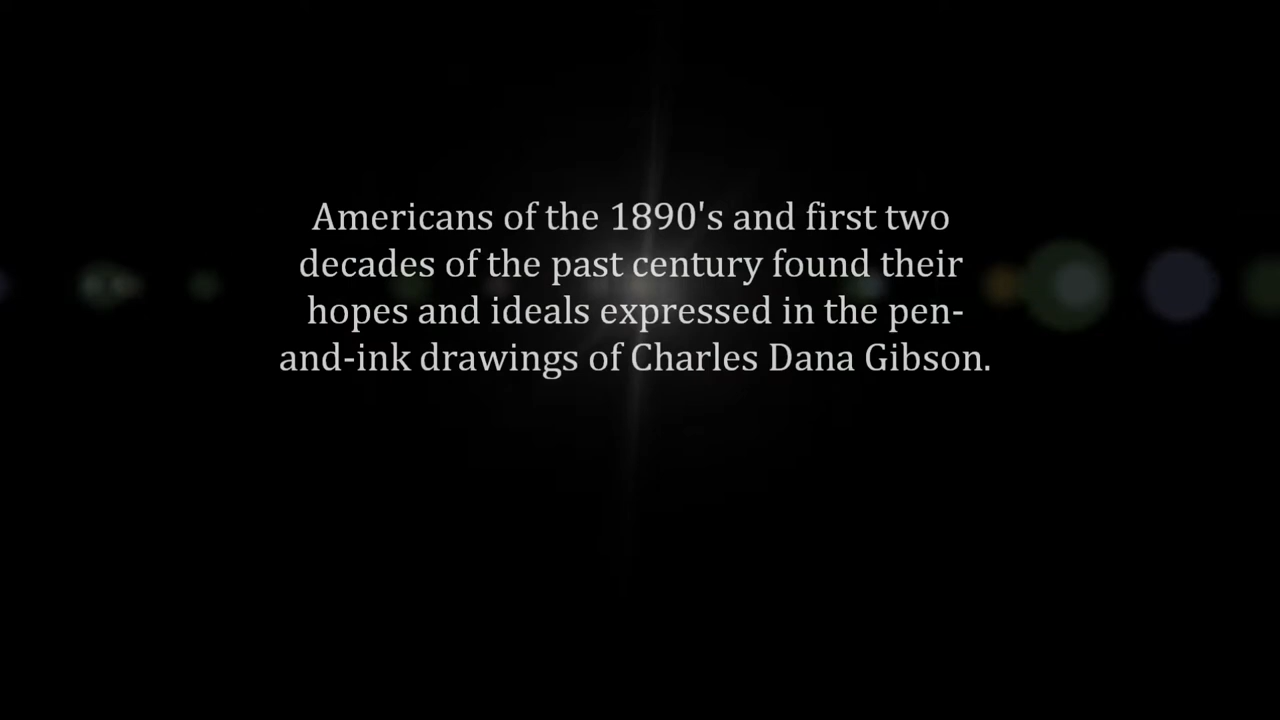 Americans of the 1890's and first two
decades of the past century found their
hopes and ideals expressed in the pen-
and-ink drawings of Charles Dana Gibson.